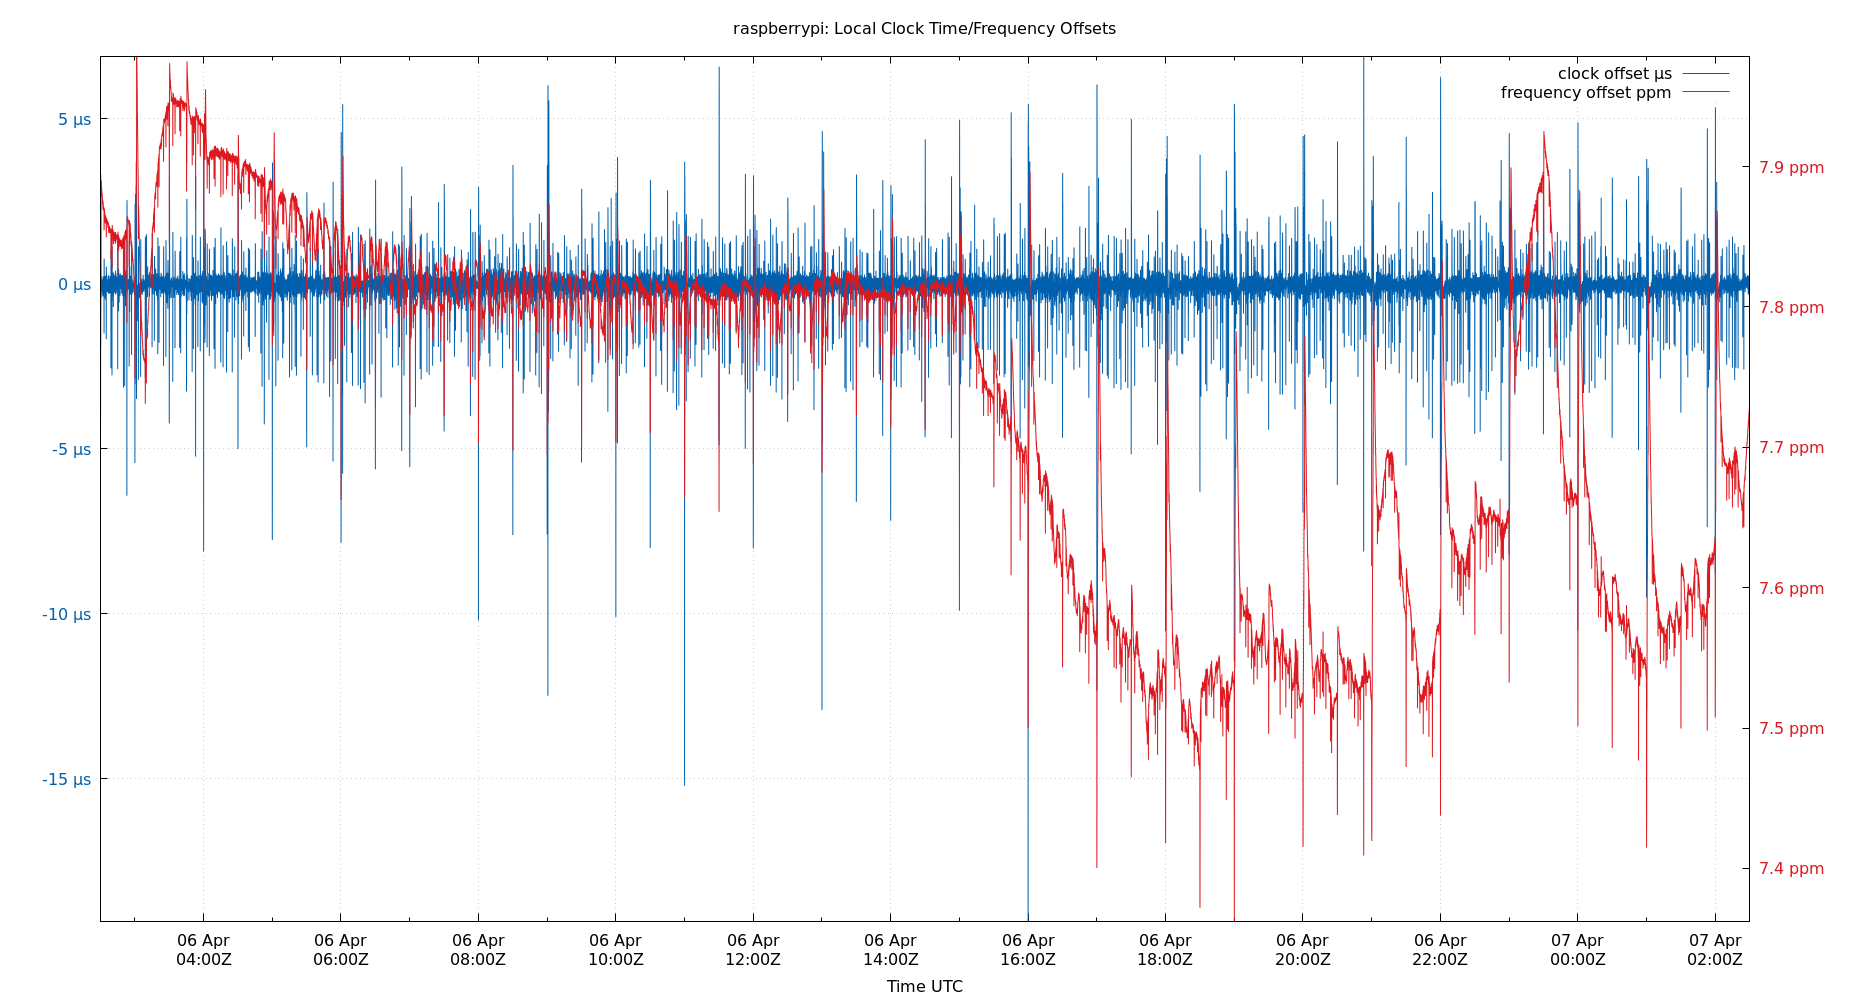 raspberrypi: Local Clock Time/Frequency Offsets
clock offset µs
frequency offset ppm
5 µs
0 µs
-5 µs
-10 µs
-15 µs
7.9 ppm
7.8 ppm
7.7 ppm
7.6 ppm
7.5 ppm
7.4 ppm
06 Apr 06 Apr 06 Apr 06 Apr 06 Apr 06 Apr 06 Apr 06 Apr 06 Apr 06 Apr 07 Apr 07 Apr
04:00Z 06:00Z 08:00Z 10:00Z 12:00Z 14:00Z 16:00Z 18:00Z 20:00Z 22:00Z 00:00Z 02:00Z
Time UTC